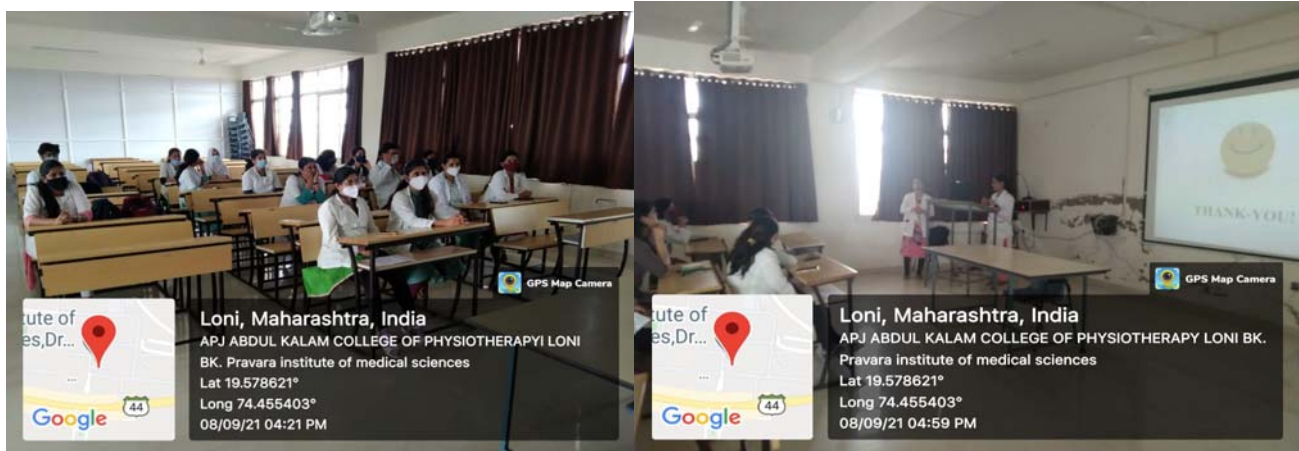 GPS Map Camera
tute of
es,Dr...
Google
44
Loni, Maharashtra, India
APJ ABDUL KALAM COLLEGE OF PHYSIOTHERAPYI LONI
BK. Pravara institute of medical sciences
Lat 19.578621°
Long 74.455403°
08/09/21 04:21 PM
THANK-YOU!
GPS Map Camera
tute of
es,Dr...
Google
44
Loni, Maharashtra, India
APJ ABDUL KALAM COLLEGE OF PHYSIOTHERAPY LONI BK.
Pravara institute of medical sciences
Lat 19.578621°
Long 74.455403°
08/09/21 04:59 PM